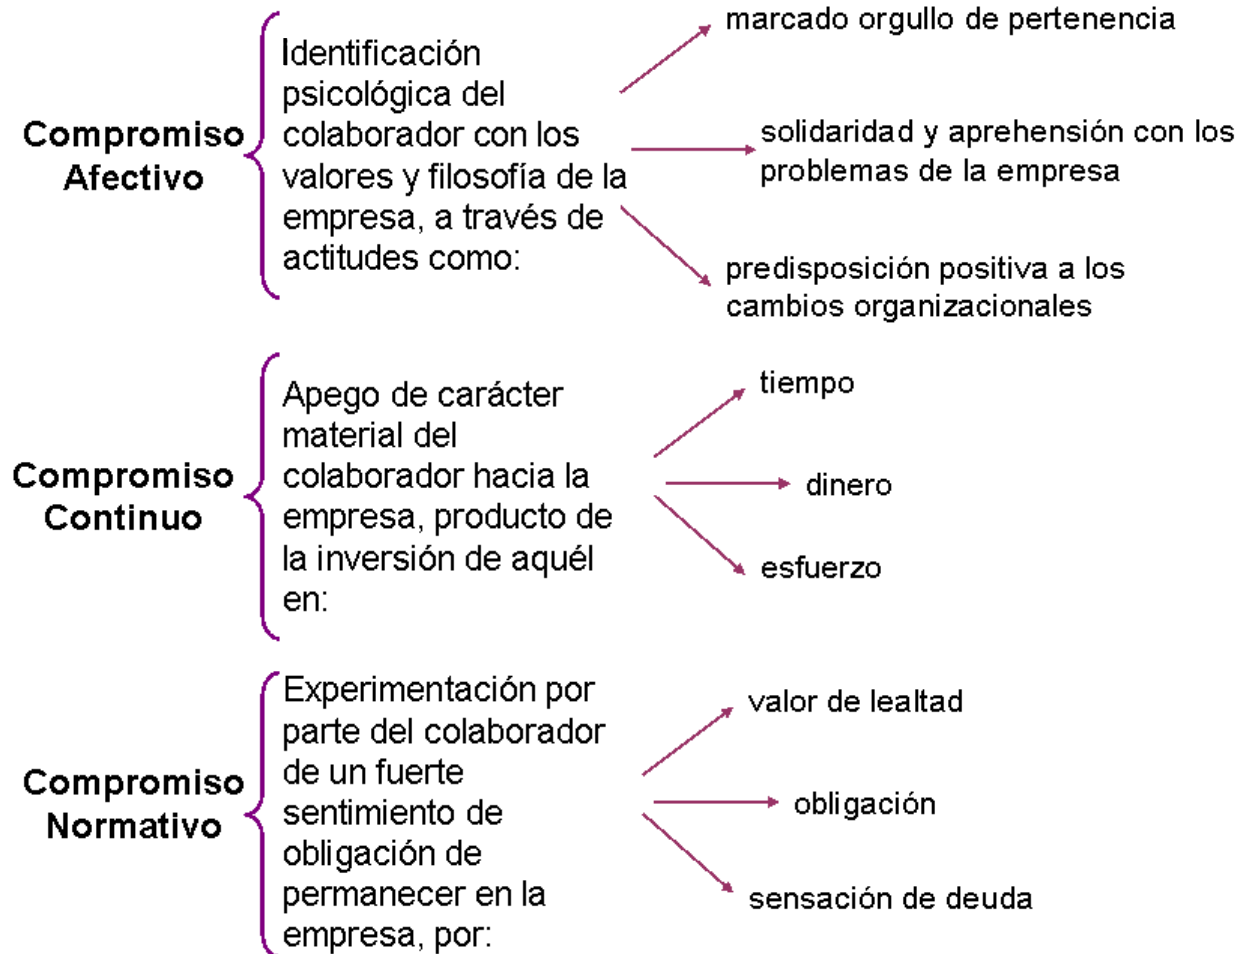 Compromiso
Afectivo
Identificación
psicológica del
colaborador con los
valores y filosofía de la
empresa, a través de
actitudes como:
marcado orgullo de pertenencia
solidaridad y aprehensión con los
problemas de la empresa
predisposición positiva a los
cambios organizacionales
Compromiso
Continuo
Apego de carácter
material del
colaborador hacia la
empresa, producto de
la inversión de aquél
en:
tiempo
dinero
esfuerzo
Compromiso
Normativo
Experimentación por
parte del colaborador
de un fuerte
sentimiento de
obligación de
permanecer en la
empresa, por:
valor de lealtad
obligación
sensación de deuda